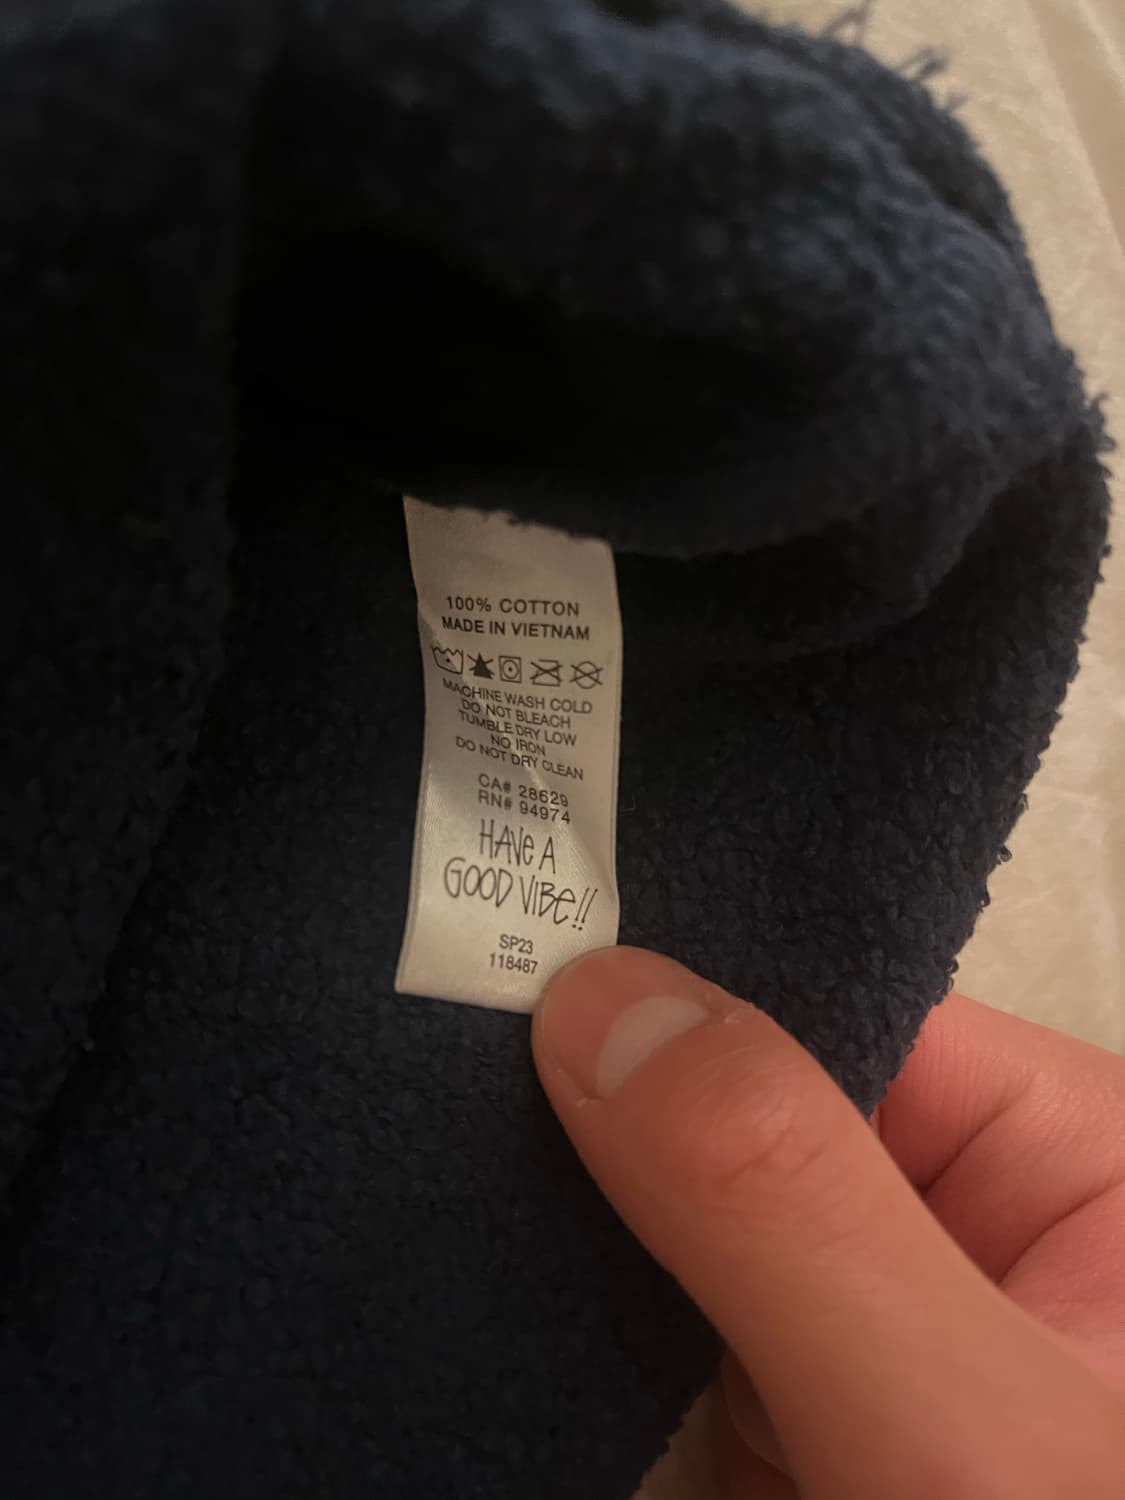 100% COTTON
MADE IN VIETNAM
MACHINE WASH COLD
DO NOT BLEACH
TUMBLE DRY LOW
NO IRON
DO NOT DRY CLEAN
CA# 28629
RN# 94974
HAVE A
GOOD VIBE!!
SP23
118487